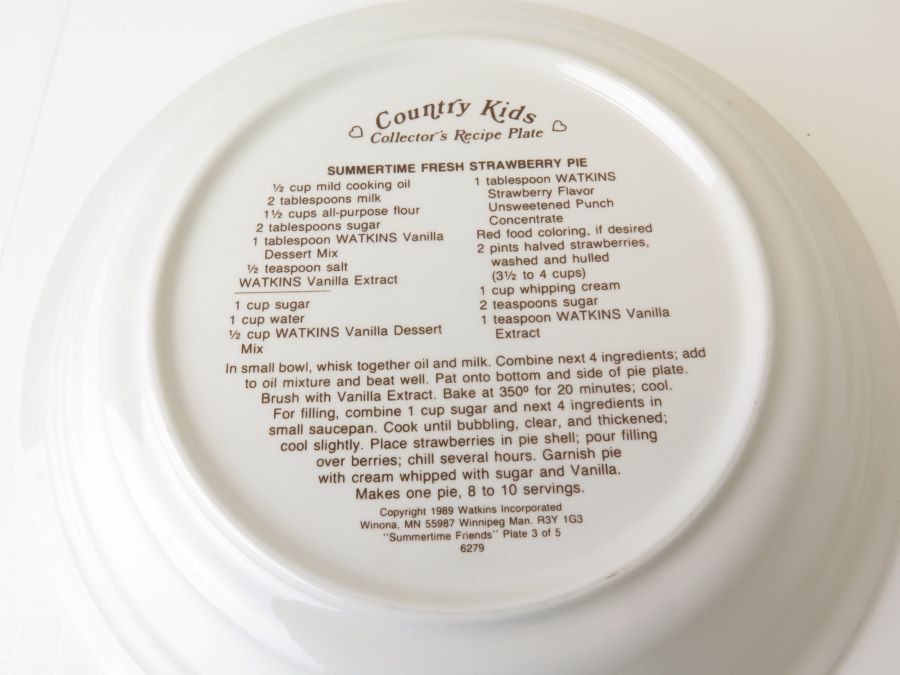 Country Kids
Collector's Recipe Plate
SUMMERTIME FRESH STRAWBERRY PIE
½ cup mild cooking oil
2 tablespoons milk
1½ cups all-purpose flour
2 tablespoons sugar
1 tablespoon WATKINS Vanilla
Dessert Mix
½ teaspoon salt
WATKINS Vanilla Extract
1 cup sugar
1 cup water
½ cup WATKINS Vanilla Dessert
Mix
1 tablespoon WATKINS
Strawberry Flavor
Unsweetened Punch
Concentrate
Red food coloring, if desired
2 pints halved strawberries,
washed and hulled
(3½ to 4 cups)
1 cup whipping cream
2 teaspoons sugar
1 teaspoon WATKINS Vanilla
Extract
In small bowl, whisk together oil and milk. Combine next 4 ingredients; add
to oil mixture and beat well. Pat onto bottom and side of pie plate.
Brush with Vanilla Extract. Bake at 350º for 20 minutes; cool.
For filling, combine 1 cup sugar and next 4 ingredients in
small saucepan. Cook until bubbling, clear, and thickened;
cool slightly. Place strawberries in pie shell; pour filling
over berries; chill several hours. Garnish pie
with cream whipped with sugar and Vanilla.
Makes one pie, 8 to 10 servings.
Copyright 1989 Watkins Incorporated
Winona, MN 55987 Winnipeg Man. R3Y 1G3
"Summertime Friends" Plate 3 of 5
6279